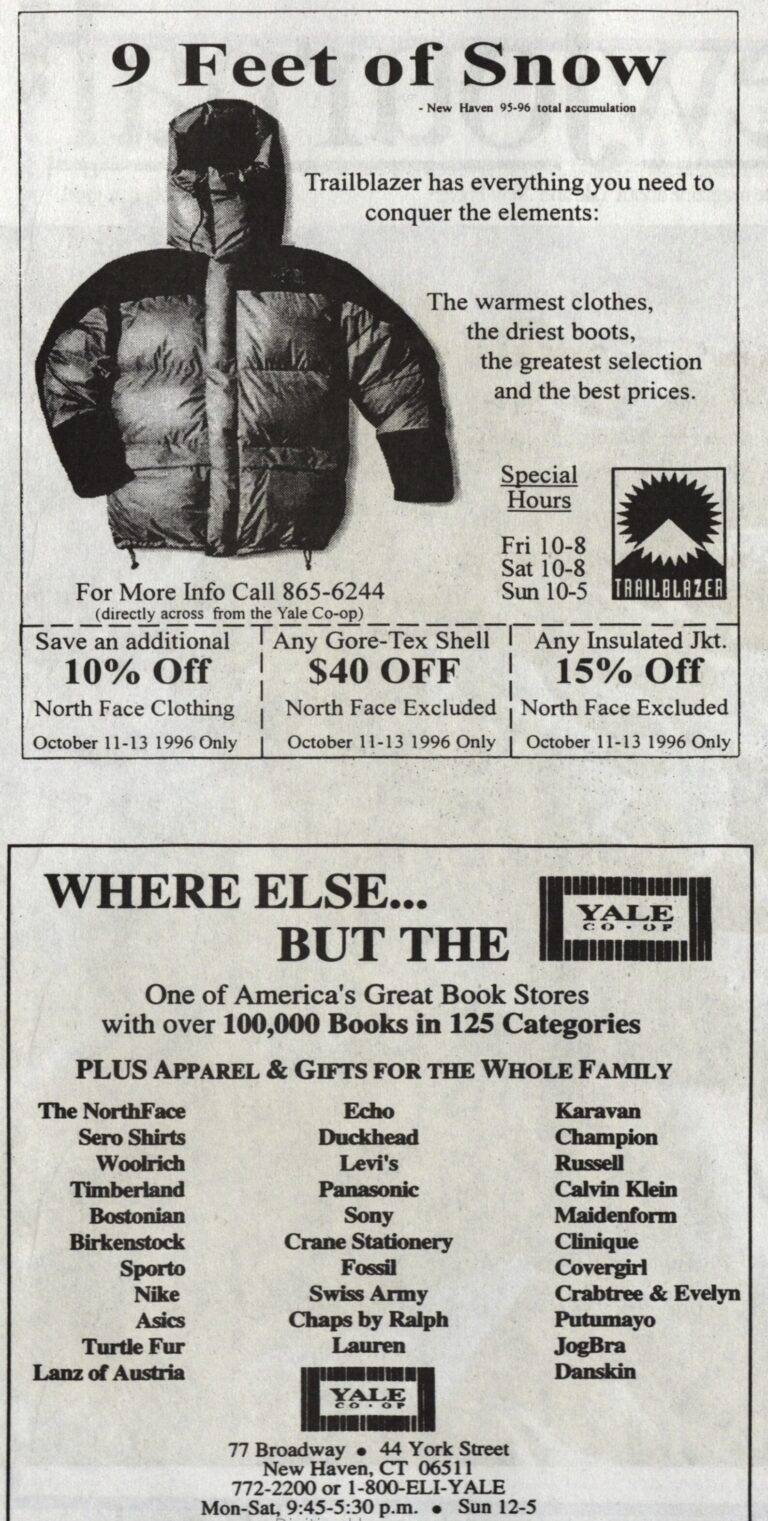 9 Feet of Snow
- New Haven 95-96 total accumulation
Trailblazer has everything you need to
conquer the elements:
The warmest clothes,
the driest boots,
the greatest selection
and the best prices.
Special
Hours
Fri 10-8
Sat 10-8
Sun 10-5
TRAILBLAZER
For More Info Call 865-6244
(directly across from the Yale Co-op)
Save an additional
10% Off
North Face Clothing
October 11-13 1996 Only
Any Gore-Tex Shell
$40 OFF
North Face Excluded
October 11-13 1996 Only
Any Insulated Jkt.
15% Off
North Face Excluded
October 11-13 1996 Only
WHERE ELSE...
BUT THE
YALE
CO-OP
One of America's Great Book Stores
with over 100,000 Books in 125 Categories
PLUS APPAREL & GIFTS FOR THE WHOLE FAMILY
The NorthFace
Sero Shirts
Woolrich
Timberland
Bostonian
Birkenstock
Sporto
Nike
Asics
Turtle Fur
Lanz of Austria
Echo
Duckhead
Levi's
Panasonic
Sony
Crane Stationery
Fossil
Swiss Army
Chaps by Ralph
Lauren
Karavan
Champion
Russell
Calvin Klein
Maidenform
Clinique
Covergirl
Crabtree & Evelyn
Putumayo
JogBra
Danskin
YALE
CO-OP
77 Broadway • 44 York Street
New Haven, CT 06511
772-2200 or 1-800-ELI-YALE
Mon-Sat, 9:45-5:30 p.m. • Sun 12-5